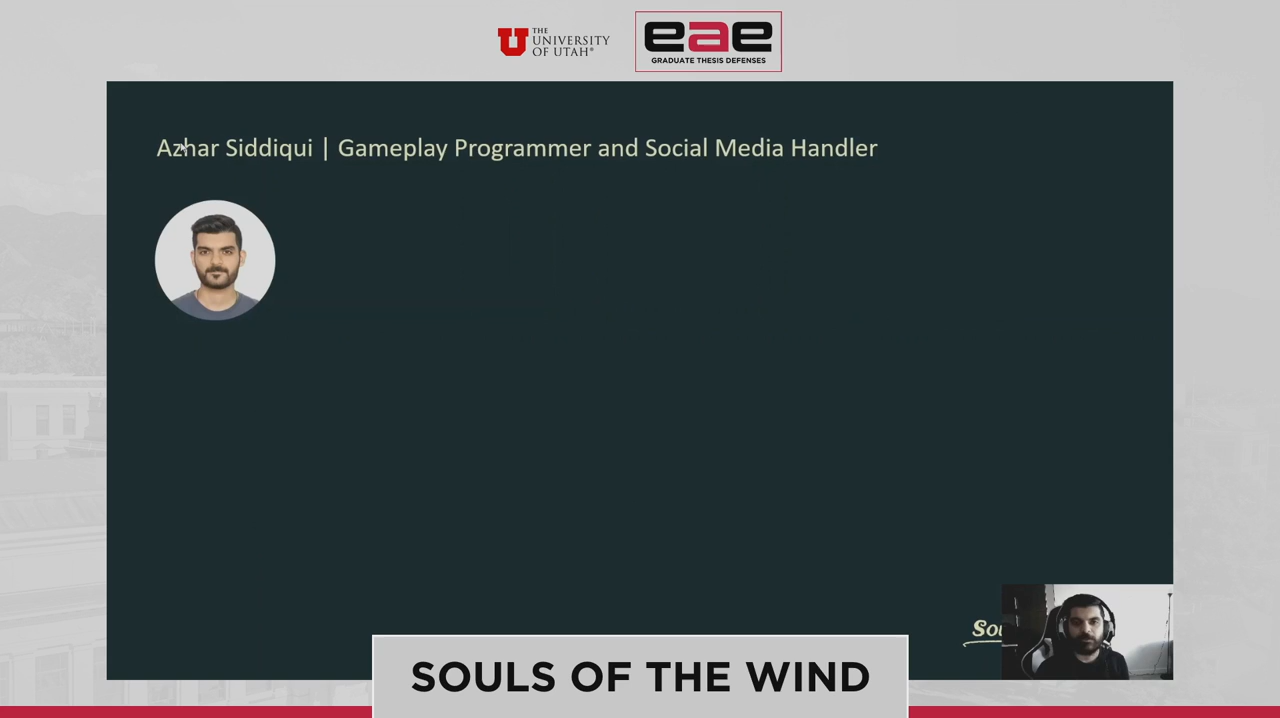 THE
UNIVERSITY
OF UTAH®
eae
GRADUATE THESIS DEFENSES
Azhar Siddiqui | Gameplay Programmer and Social Media Handler
SOULS OF THE WIND